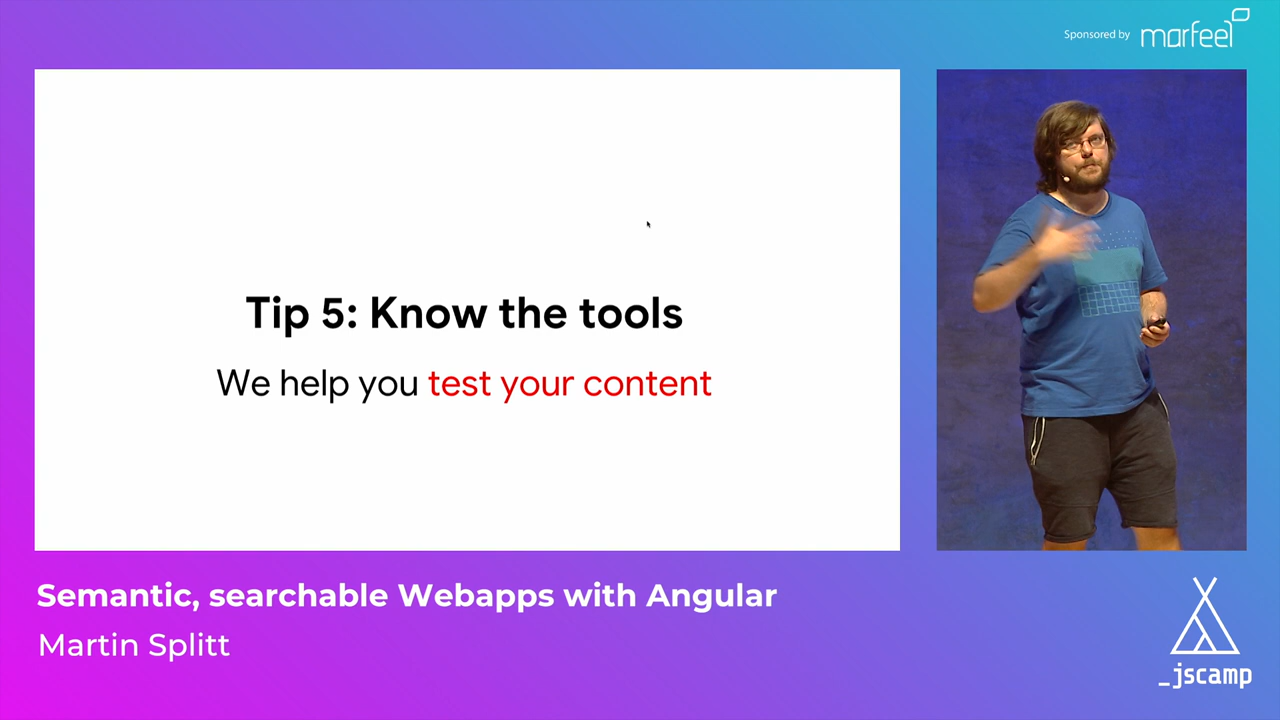 Sponsored by marfeel
Tip 5: Know the tools
We help you test your content
Semantic, searchable Webapps with Angular
Martin Splitt
_jscamp